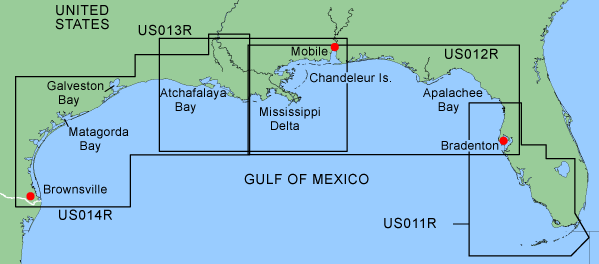 UNITED
STATES
US013R
Mobile
US012R
Galveston
Bay
Atchafalaya
Bay
Chandeleur Is.
Apalachee
Bay
Mississippi
Delta
Matagorda
Bay
Bradenton
Brownsville
GULF OF MEXICO
US014R
US011R